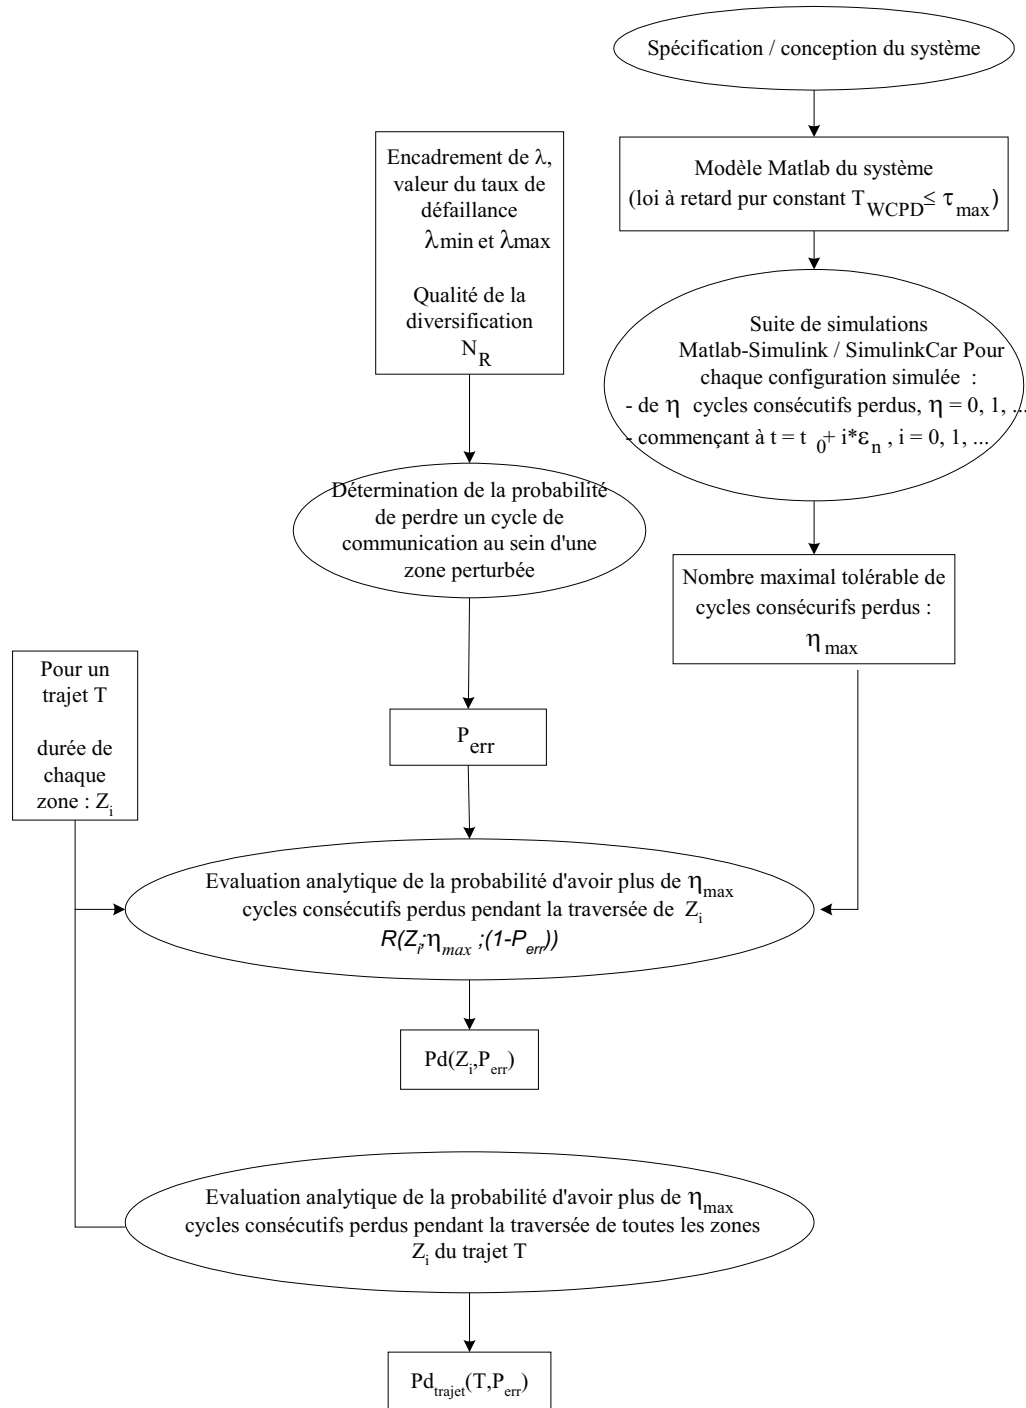 Spécification / conception du système
Modèle Matlab du système
(loi à retard pur constant T_WCPD ≤ τ_max)
Suite de simulations
Matlab-Simulink / SimulinkCar Pour
chaque configuration simulée :
- de η cycles consécutifs perdus, η = 0, 1, ...
- commençant à t = t_0 + i*ε_n , i = 0, 1, ...
Nombre maximal tolérable de
cycles consécurifs perdus :
η_max
Encadrement de λ,
valeur du taux de
défaillance
λmin et λmax
Qualité de la
diversification
N_R
Détermination de la probabilité
de perdre un cycle de
communication au sein d'une
zone perturbée
P_err
Pour un
trajet T
durée de
chaque
zone : Z_i
Evaluation analytique de la probabilité d'avoir plus de η_max
cycles consécutifs perdus pendant la traversée de Z_i
R(Z_i;η_max ;(1-P_err))
Pd(Z_i,P_err)
Evaluation analytique de la probabilité d'avoir plus de η_max
cycles consécutifs perdus pendant la traversée de toutes les zones
Z_i du trajet T
Pd_trajet(T,P_err)